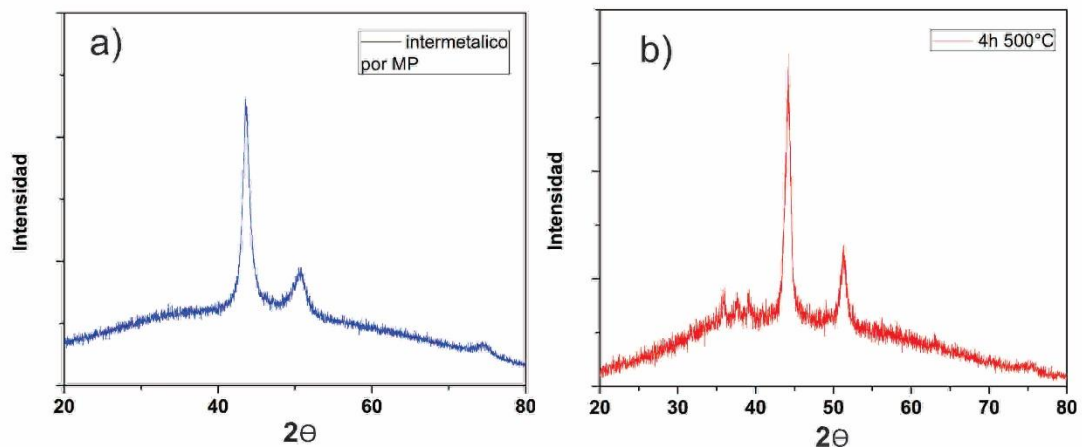 a)
intermetalico
por MP
Intensidad
20
40
60
80
2Θ
b)
4h 500°C
Intensidad
20
30
40
50
60
70
80
2Θ